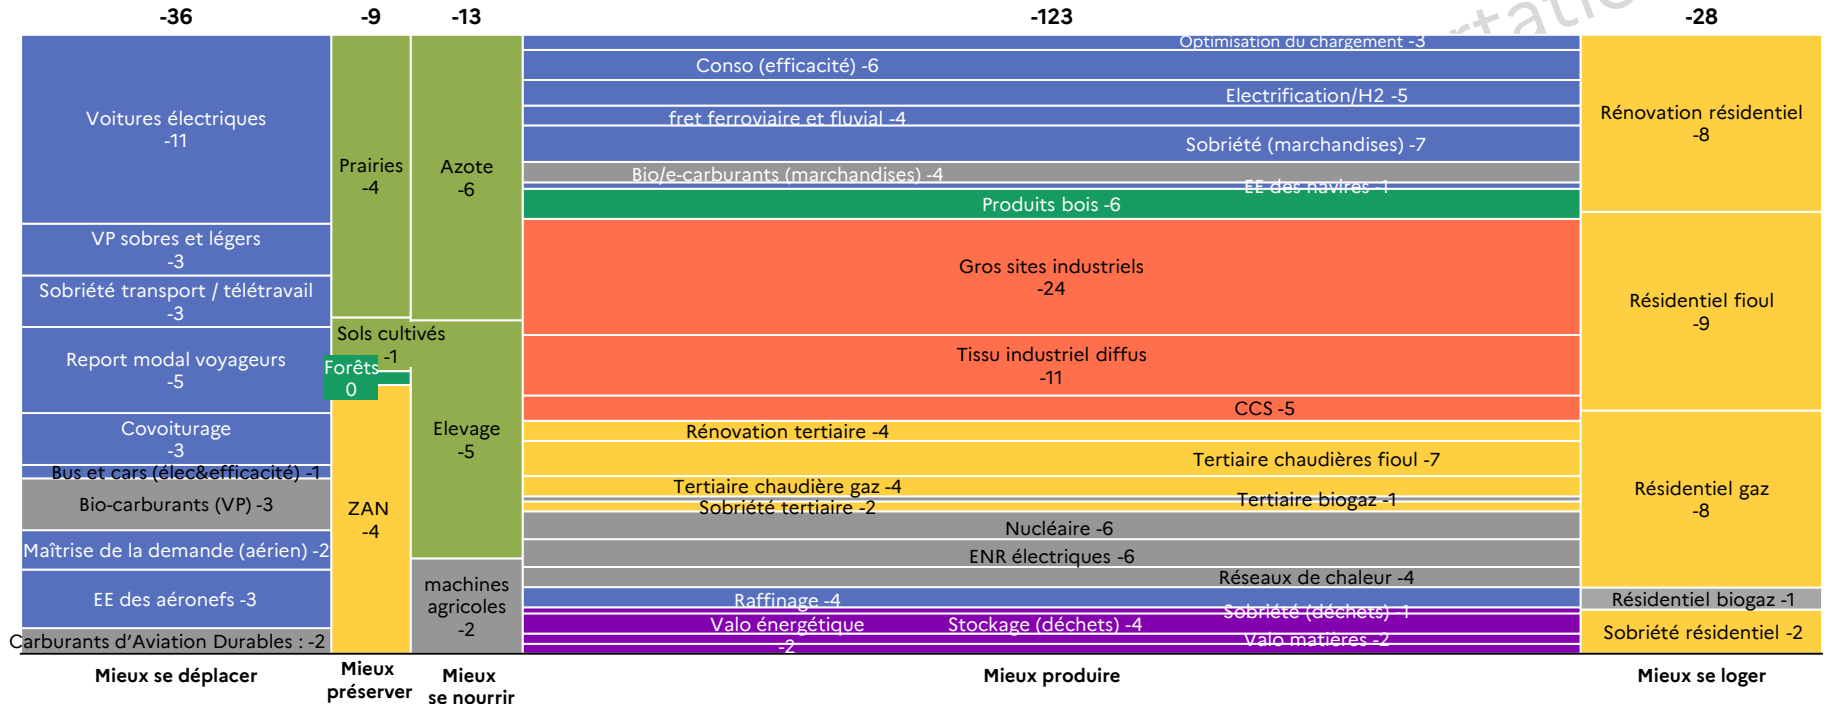 -36
-9
-13
-123
-28
Voitures électriques
-11
VP sobres et légers
-3
Sobriété transport / télétravail
-3
Report modal voyageurs
-5
Covoiturage
-3
Bus et cars (élec&efficacité) -1
Bio-carburants (VP) -3
Maîtrise de la demande (aérien) -2
EE des aéronefs -3
Carburants d’Aviation Durables : -2
Mieux se déplacer
Prairies
-4
Sols cultivés
-1
Forêts
0
ZAN
-4
Mieux
préserver
Azote
-6
Elevage
-5
machines
agricoles
-2
Mieux
se nourrir
Optimisation du chargement -3
Conso (efficacité) -6
Electrification/H2 -5
fret ferroviaire et fluvial -4
Sobriété (marchandises) -7
Bio/e-carburants (marchandises) -4
EE des navires -1
Produits bois -6
Gros sites industriels
-24
Tissu industriel diffus
-11
CCS -5
Rénovation tertiaire -4
Tertiaire chaudières fioul -7
Tertiaire chaudière gaz -4
Tertiaire biogaz -1
Sobriété tertiaire -2
Nucléaire -6
ENR électriques -6
Réseaux de chaleur -4
Raffinage -4
Sobriété (déchets) -1
Valo énergétique
-2
Stockage (déchets) -4
Valo matières -2
Mieux produire
Rénovation résidentiel
-8
Résidentiel fioul
-9
Résidentiel gaz
-8
Résidentiel biogaz -1
Sobriété résidentiel -2
Mieux se loger